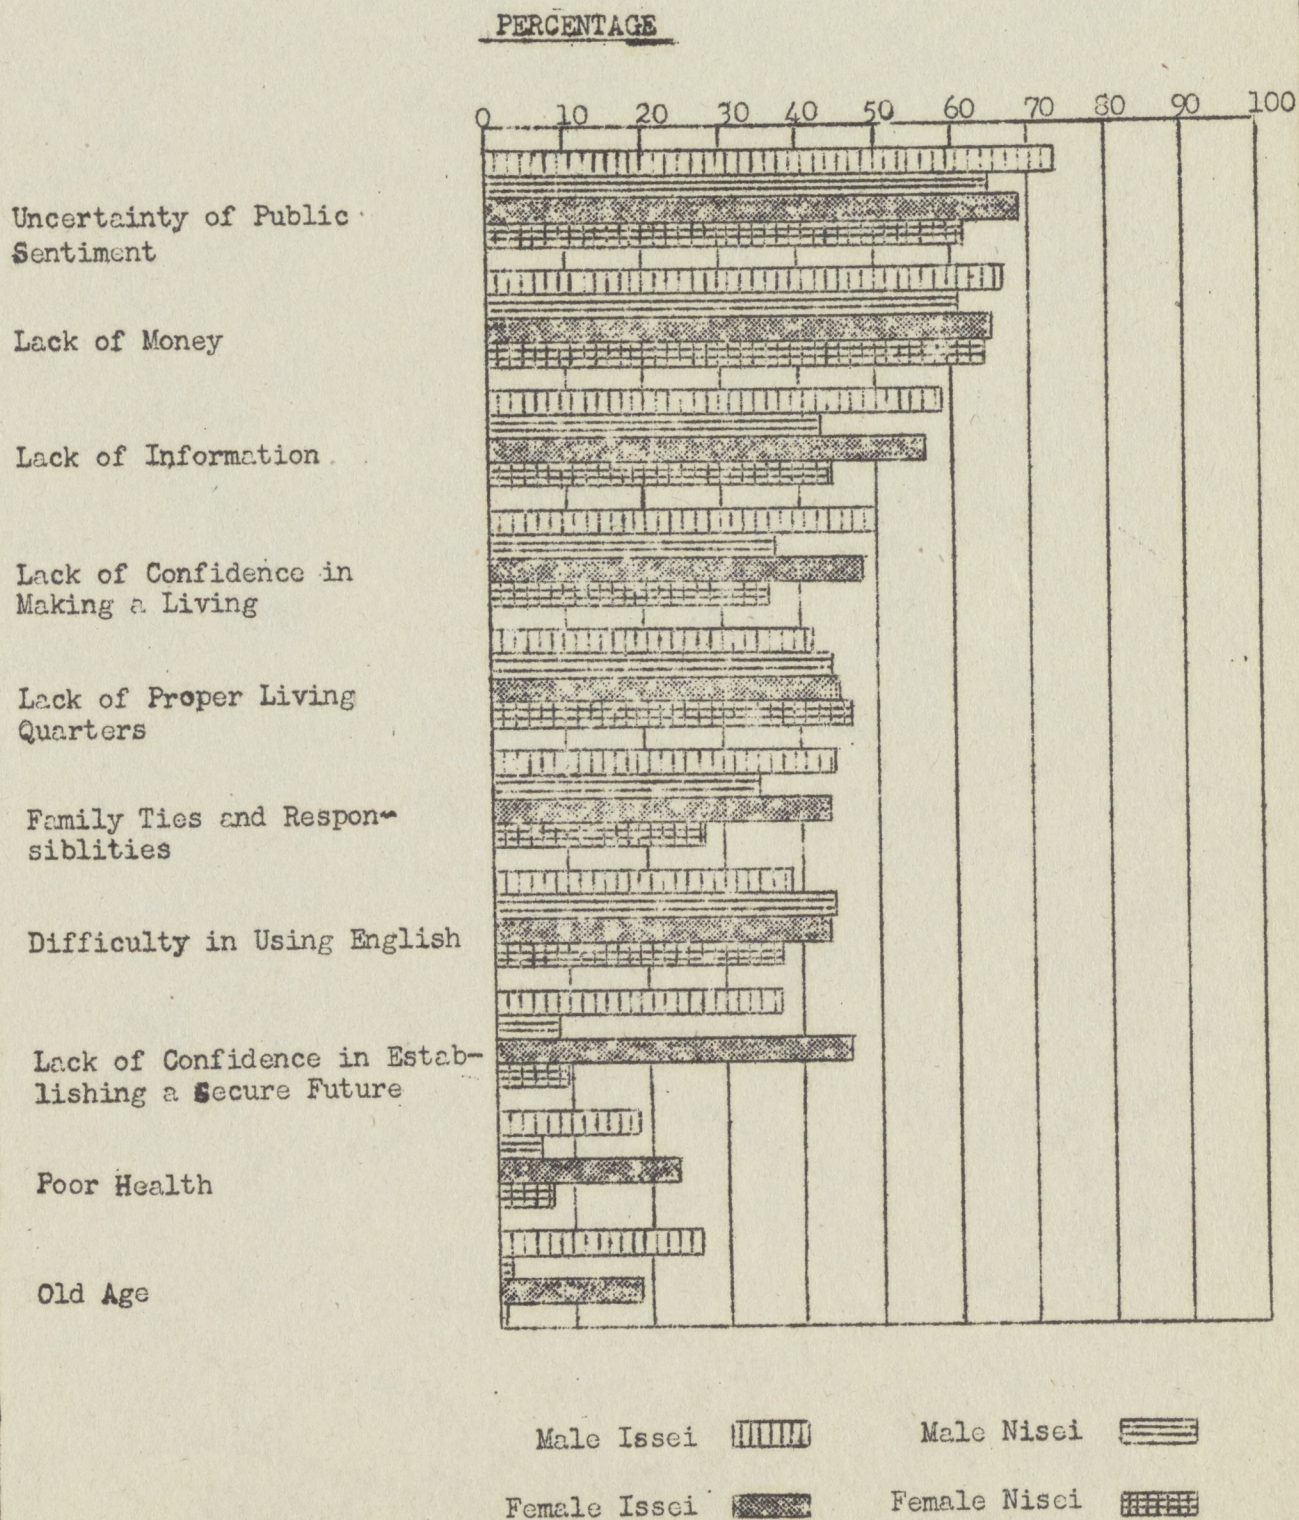 PERCENTAGE
0 10 20 30 40 50 60 70 80 90 100
Uncertainty of Public
Sentiment
Lack of Money
Lack of Information
Lack of Confidence in
Making a Living
Lack of Proper Living
Quarters
Family Ties and Respon-
siblities
Difficulty in Using English
Lack of Confidence in Estab-
lishing a Secure Future
Poor Health
Old Age
Male Issei Male Nisei
Female Issei Female Nisei